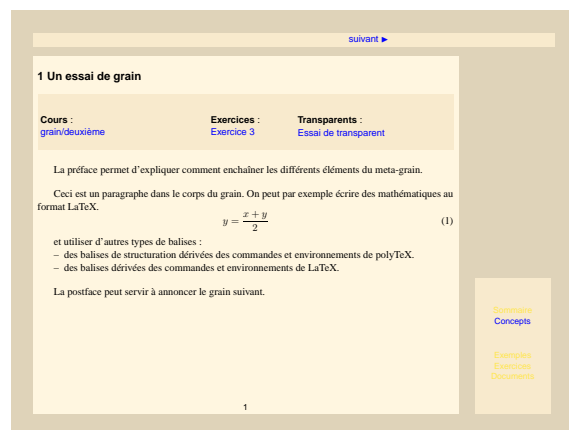 suivant ►
1 Un essai de grain
Cours : Exercices : Transparents :
grain/deuxième Exercice 3 Essai de transparent
La préface permet d'expliquer comment enchaîner les différents éléments du meta-grain.
Ceci est un paragraphe dans le corps du grain. On peut par exemple écrire des mathématiques au
format LaTeX.
y = \frac{x + y}{2} (1)
et utiliser d'autres types de balises :
– des balises de structuration dérivées des commandes et environnements de polyTeX.
– des balises dérivées des commandes et environnements de LaTeX.
La postface peut servir à annoncer le grain suivant.
Sommaire
Concepts
Exemples
Exercices
Documents
1